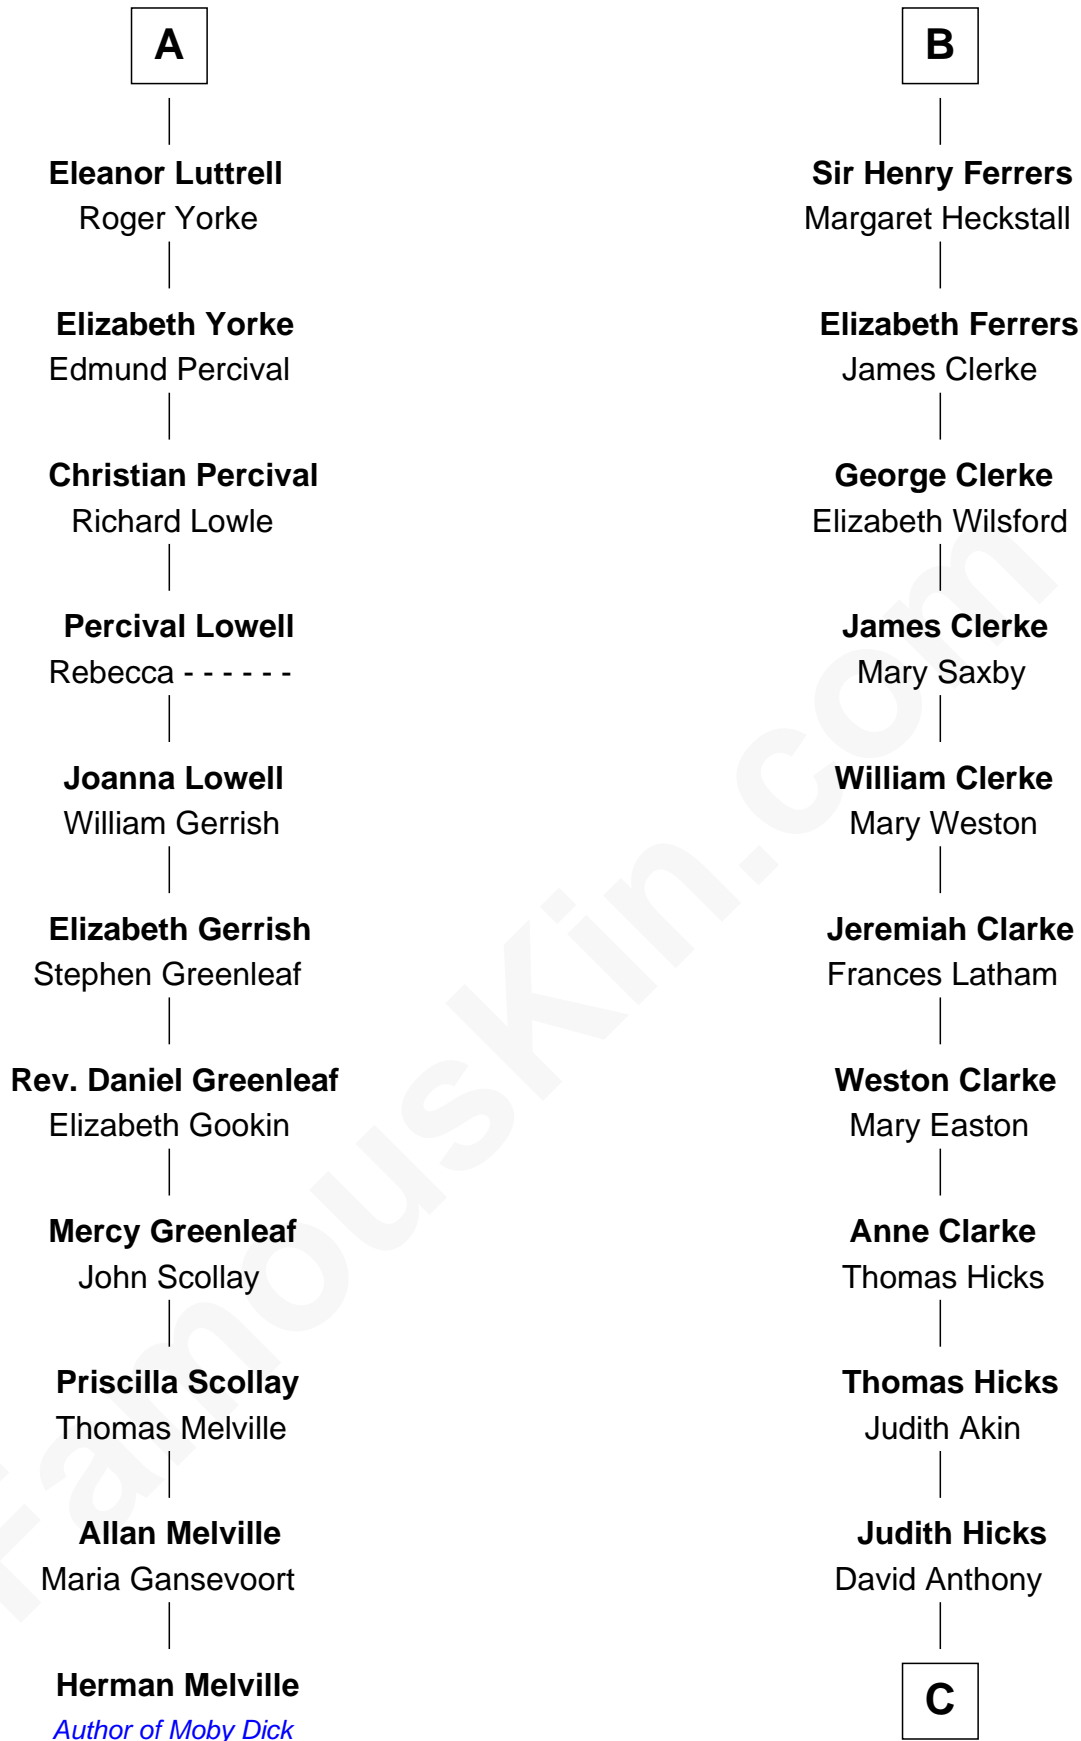 A
Eleanor Luttrell
Roger Yorke
Elizabeth Yorke
Edmund Percival
Christian Percival
Richard Lowle
Percival Lowell
Rebecca - - - - - -
Joanna Lowell
William Gerrish
Elizabeth Gerrish
Stephen Greenleaf
Rev. Daniel Greenleaf
Elizabeth Gookin
Mercy Greenleaf
John Scollay
Priscilla Scollay
Thomas Melville
Allan Melville
Maria Gansevoort
Herman Melville
Author of Moby Dick
B
Sir Henry Ferrers
Margaret Heckstall
Elizabeth Ferrers
James Clerke
George Clerke
Elizabeth Wilsford
James Clerke
Mary Saxby
William Clerke
Mary Weston
Jeremiah Clarke
Frances Latham
Weston Clarke
Mary Easton
Anne Clarke
Thomas Hicks
Thomas Hicks
Judith Akin
Judith Hicks
David Anthony
C
FamousKin.com